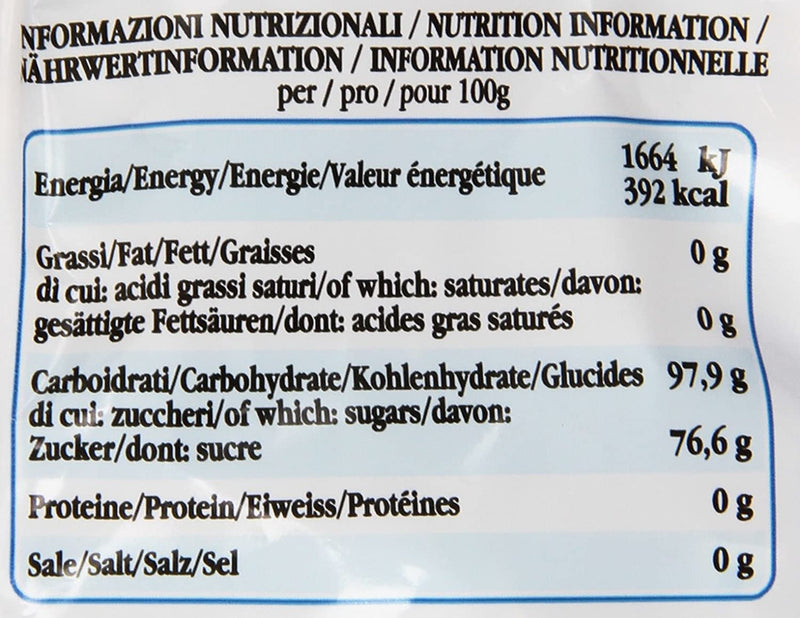 NFORMAZIONI NUTRIZIONALI / NUTRITION INFORMATION /
NÄHRWERTINFORMATION / INFORMATION NUTRITIONNELLE
per / pro / pour 100g
Energia/Energy/Energie/Valeur énergétique 1664 kJ
392 kcal
Grassi/Fat/Fett/Graisses 0 g
di cui: acidi grassi saturi/of which: saturates/davon:
gesättigte Fettsäuren/dont: acides gras saturés 0 g
Carboidrati/Carbohydrate/Kohlenhydrate/Glucides 97,9 g
di cui: zuccheri/of which: sugars/davon:
Zucker/dont: sucre 76,6 g
Proteine/Protein/Eiweiss/Protéines 0 g
Sale/Salt/Salz/Sel 0 g